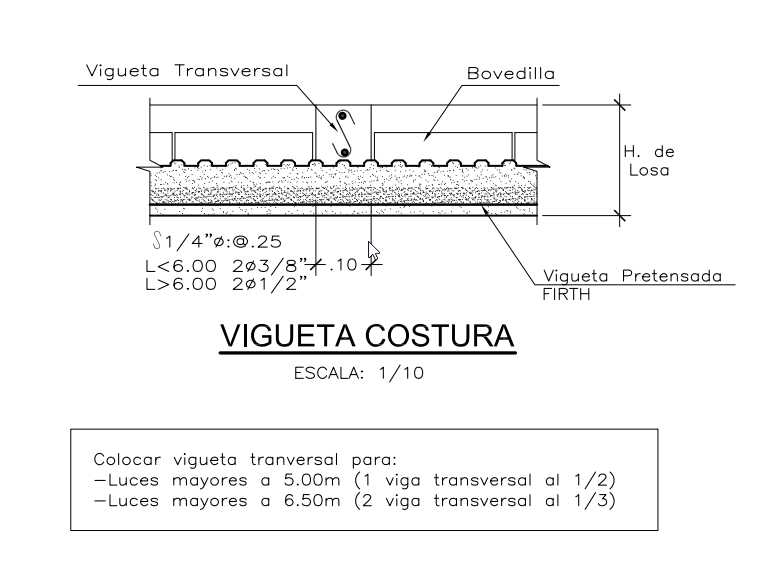 Vigueta Transversal
Bovedilla
H. de
Losa
S1/4"ø:@.25
L<6.00 2ø3/8"
.10
L>6.00 2ø1/2"
Vigueta Pretensada
FIRTH
VIGUETA COSTURA
ESCALA: 1/10
Colocar vigueta tranversal para:
-Luces mayores a 5.00m (1 viga transversal al 1/2)
-Luces mayores a 6.50m (2 viga transversal al 1/3)